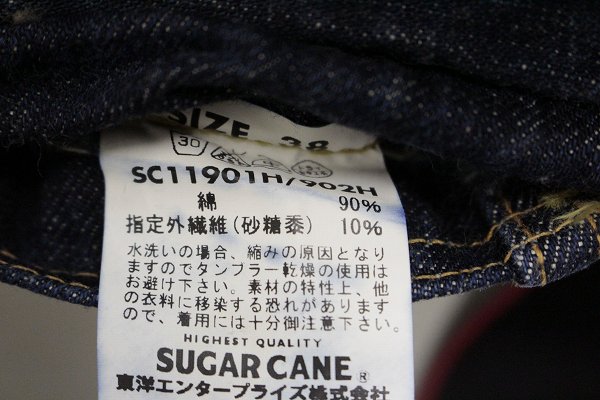 SIZE 38
30
SC11901H/902H
綿 90%
指定外繊維(砂糖黍) 10%
水洗いの場合、縮みの原因となり
ますのでタンブラー乾燥の使用は
お避け下さい。素材の特性上、他
の衣料に移染する恐れがあります
ので、着用には十分御注意下さい。
HIGHEST QUALITY
SUGAR CANE®
東洋エンタープライズ株式会社